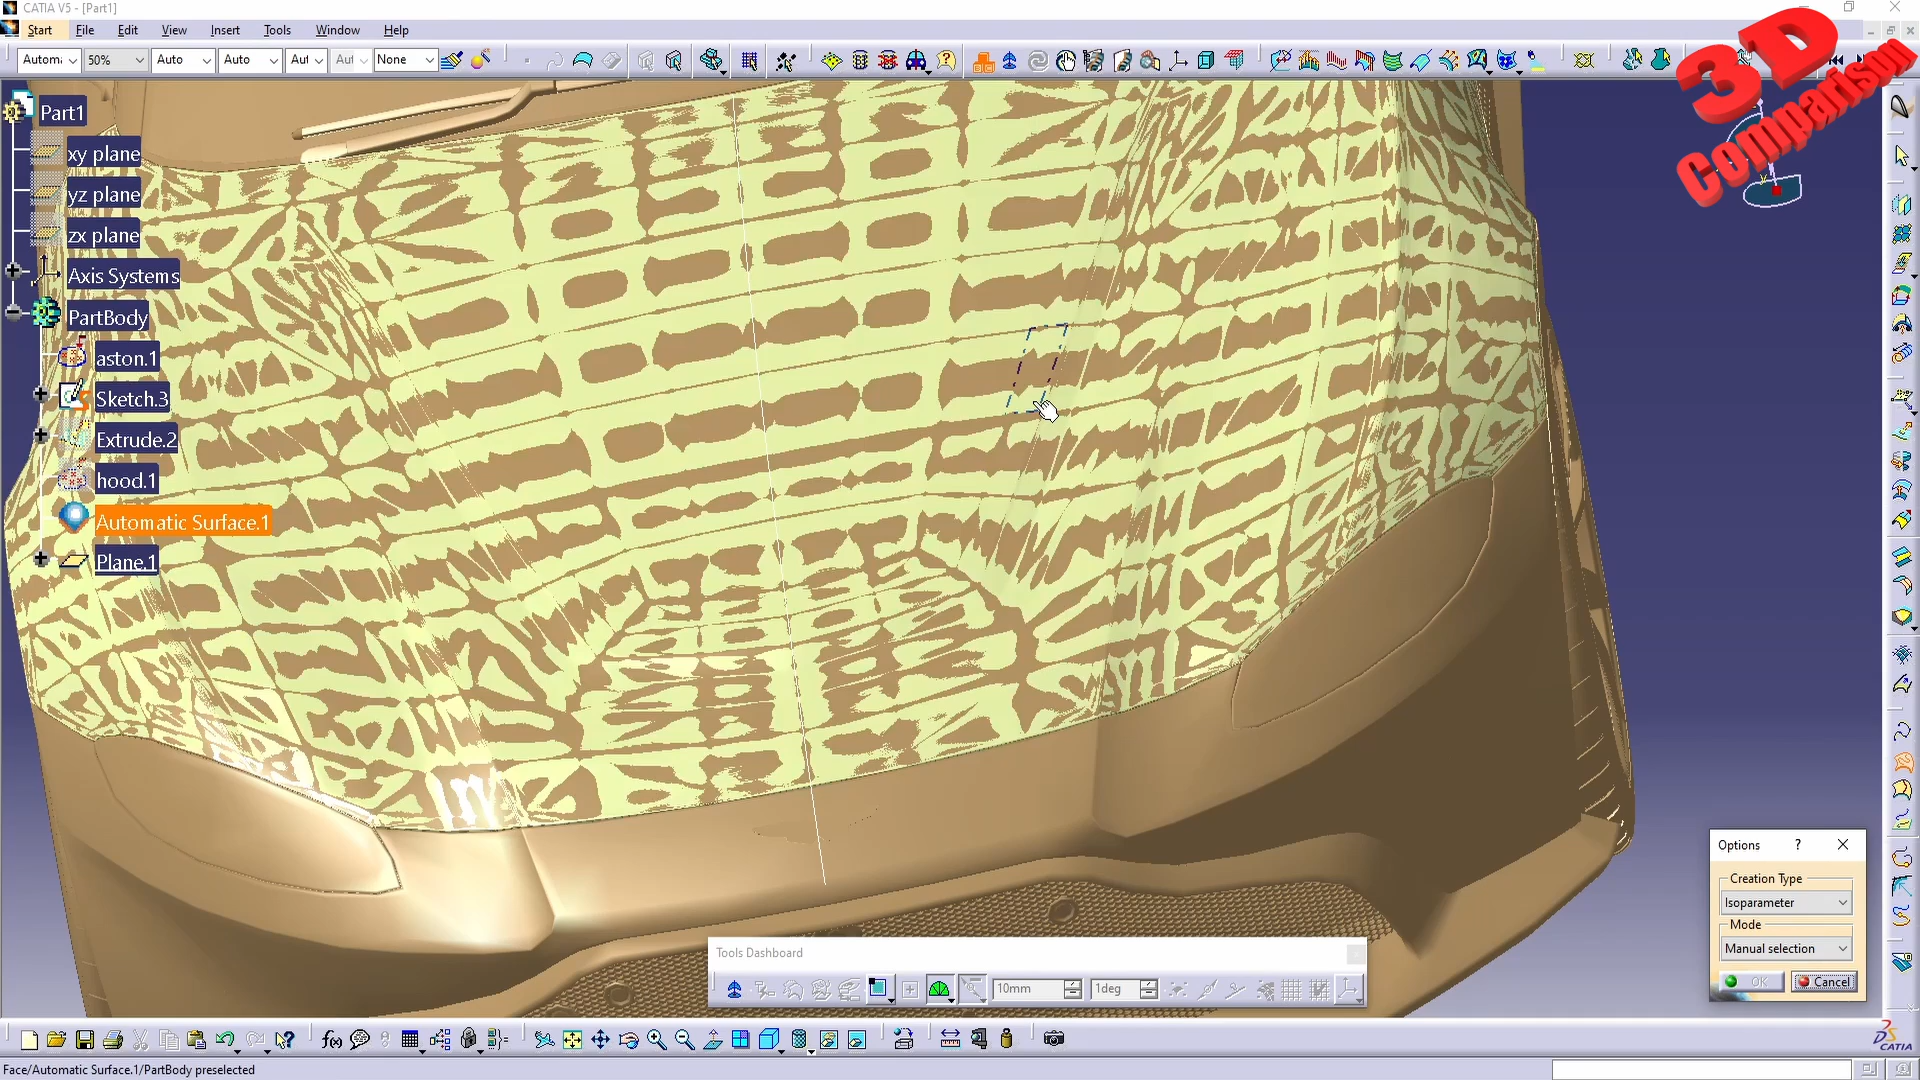 CATIA V5 - [Part1]
Start File Edit View Insert Tools Window Help
Autom 50% Auto Auto Aut Aut None
3D
Comparison
Part1
xy plane
yz plane
zx plane
Axis Systems
PartBody
aston.1
Sketch.3
Extrude.2
hood.1
Automatic Surface.1
Plane.1
Options ?
Creation Type
Isoparameter
Mode
Manual selection
OK Cancel
Tools Dashboard
10mm 1deg
f(x)
CATIA
Face/Automatic Surface.1/PartBody preselected